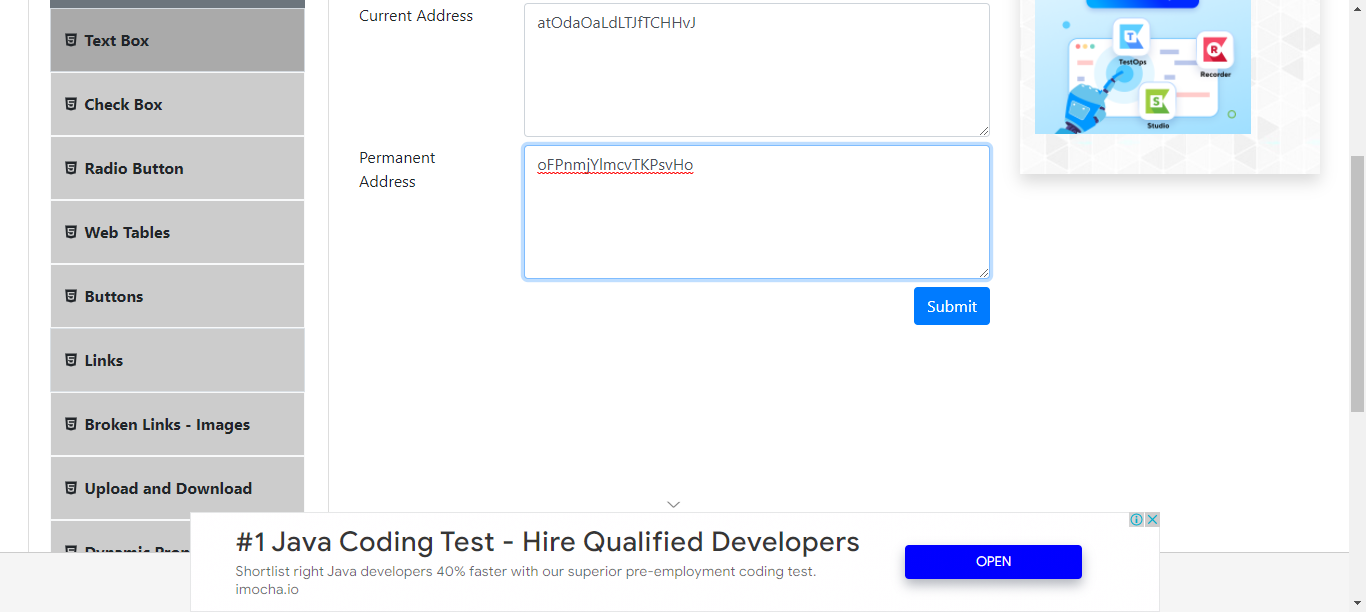 Current Address
atOdaOaLdLTJfTCHHvJ
Permanent
Address
oFPnmjYlmcvTKPsvHo
Submit
Text Box
Check Box
Radio Button
Web Tables
Buttons
Links
Broken Links - Images
Upload and Download
TestOps
Recorder
Studio
#1 Java Coding Test - Hire Qualified Developers
Shortlist right Java developers 40% faster with our superior pre-employment coding test.
imocha.io
OPEN